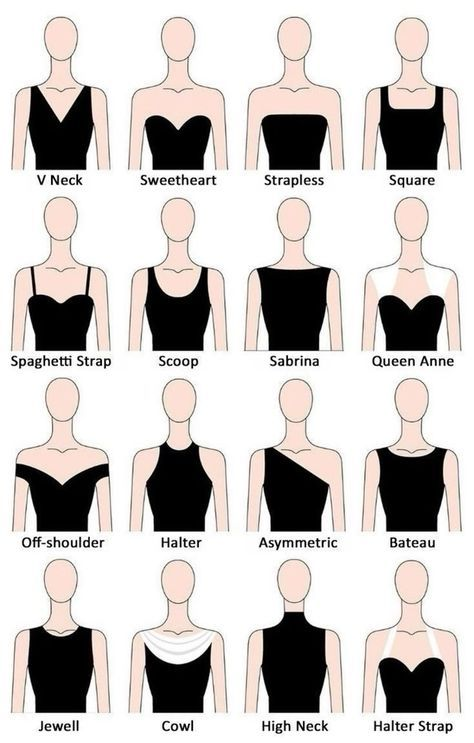 V Neck
Sweetheart
Strapless
Square
Spaghetti Strap
Scoop
Sabrina
Queen Anne
Off-shoulder
Halter
Asymmetric
Bateau
Jewell
Cowl
High Neck
Halter Strap